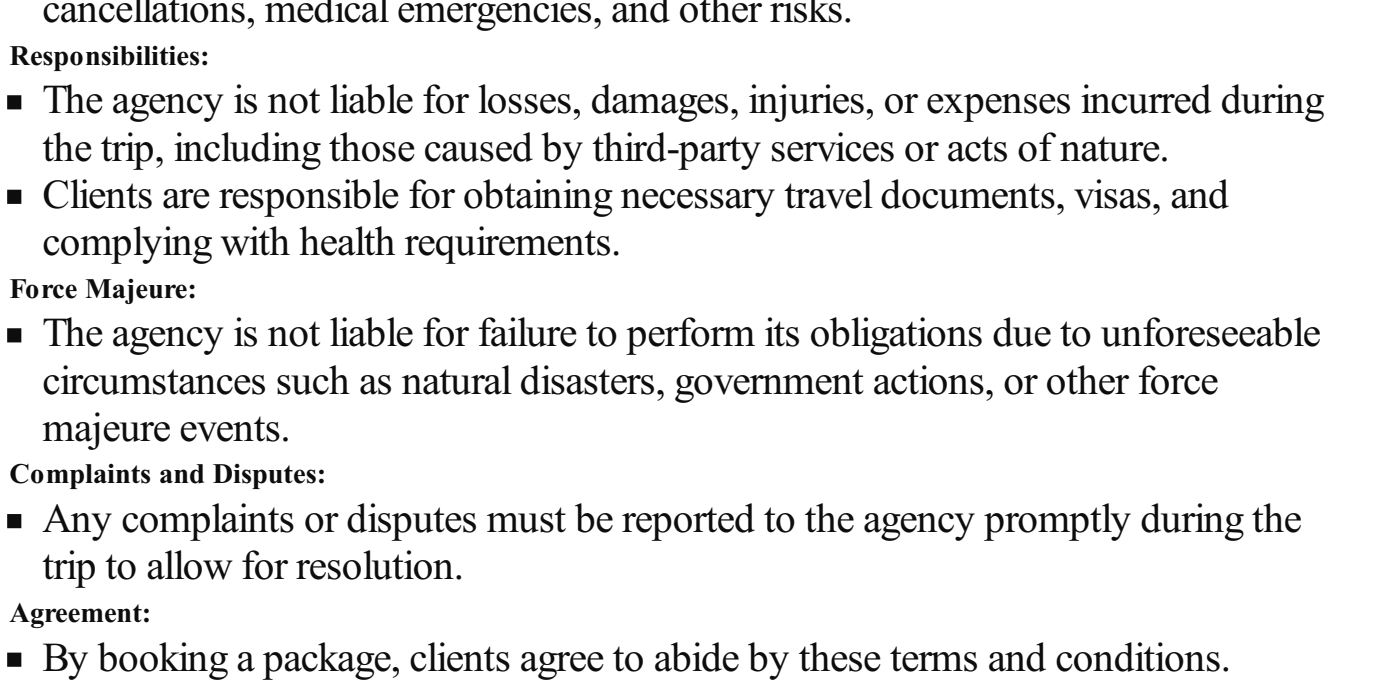 cancellations, medical emergencies, and other risks.
Responsibilities:
▪ The agency is not liable for losses, damages, injuries, or expenses incurred during
the trip, including those caused by third-party services or acts of nature.
▪ Clients are responsible for obtaining necessary travel documents, visas, and
complying with health requirements.
Force Majeure:
▪ The agency is not liable for failure to perform its obligations due to unforeseeable
circumstances such as natural disasters, government actions, or other force
majeure events.
Complaints and Disputes:
▪ Any complaints or disputes must be reported to the agency promptly during the
trip to allow for resolution.
Agreement:
▪ By booking a package, clients agree to abide by these terms and conditions.